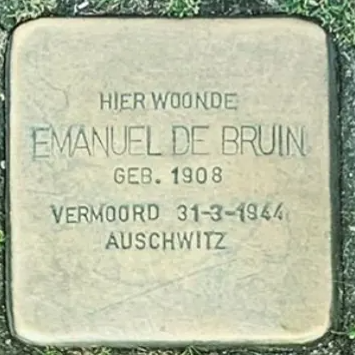 HIER WOONDE
EMANUEL DE BRUIN
GEB. 1908
VERMOORD 31-3-1944
AUSCHWITZ